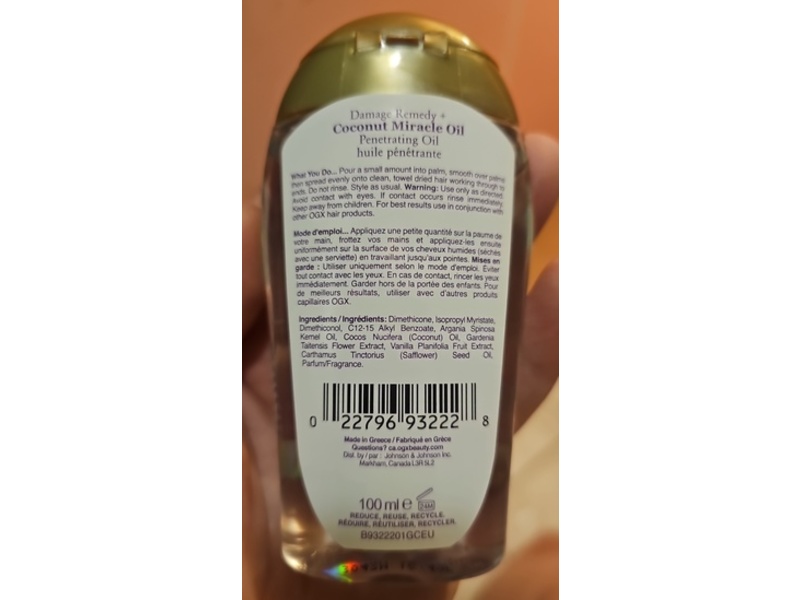 Damage Remedy +
Coconut Miracle Oil
Penetrating Oil
huile pénétrante
What You Do... Pour a small amount into palm, smooth over palms
then spread evenly onto clean, towel dried hair working through to
ends. Do not rinse. Style as usual. Warning: Use only as directed.
Avoid contact with eyes. If contact occurs rinse immediately.
Keep away from children. For best results use in conjunction with
other OGX hair products.
Mode d'emploi... Appliquez une petite quantité sur la paume de
votre main, frottez vos mains et appliquez-les ensuite
uniformément sur la surface de vos cheveux humides (séchés
avec une serviette) en travaillant jusqu'aux pointes. Mises en
garde : Utiliser uniquement selon le mode d'emploi. Éviter
tout contact avec les yeux. En cas de contact, rincer les yeux
immédiatement. Garder hors de la portée des enfants. Pour
de meilleurs résultats, utiliser avec d'autres produits
capillaires OGX.
Ingredients / Ingrédients: Dimethicone, Isopropyl Myristate,
Dimethiconol, C12-15 Alkyl Benzoate, Argania Spinosa
Kernel Oil, Cocos Nucifera (Coconut) Oil, Gardenia
Taitensis Flower Extract, Vanilla Planifolia Fruit Extract,
Carthamus Tinctorius (Safflower) Seed Oil,
Parfum/Fragrance.
0 22796 93222 8
Made in Greece / Fabriqué en Grèce
Questions? ca.ogxbeauty.com
Dist. by / par : Johnson & Johnson Inc.
Markham, Canada L3R 5L2
100 ml e 24M
REDUCE, REUSE, RECYCLE.
RÉDUIRE, RÉUTILISER, RECYCLER.
B9322201GCEU